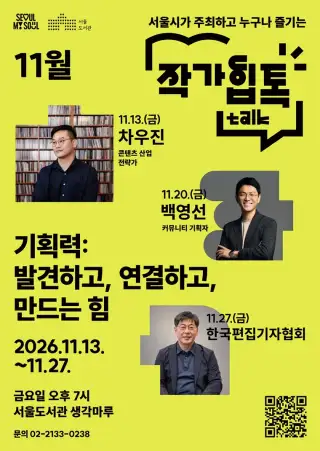 SEOUL
MY SOUL
서울
도서관
서울시가 주최하고 누구나 즐기는
11월
작가입톡
talk
11.13.(금)
차우진
콘텐츠 산업
전략가
11.20.(금)
백영선
커뮤니티 기획자
기획력:
발견하고, 연결하고,
만드는 힘
11.27.(금)
한국편집기자협회
2026.11.13.
~11.27.
금요일 오후 7시
서울도서관 생각마루
문의 02-2133-0238